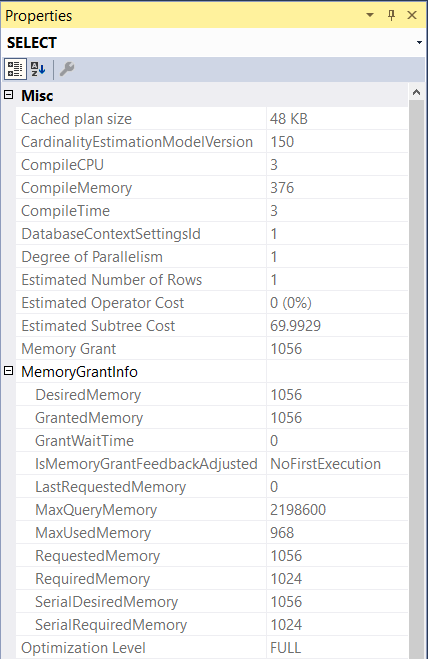 Properties
SELECT
Misc
Cached plan size 48 KB
CardinalityEstimationModelVersion 150
CompileCPU 3
CompileMemory 376
CompileTime 3
DatabaseContextSettingsId 1
Degree of Parallelism 1
Estimated Number of Rows 1
Estimated Operator Cost 0 (0%)
Estimated Subtree Cost 69.9929
Memory Grant 1056
MemoryGrantInfo
DesiredMemory 1056
GrantedMemory 1056
GrantWaitTime 0
IsMemoryGrantFeedbackAdjusted NoFirstExecution
LastRequestedMemory 0
MaxQueryMemory 2198600
MaxUsedMemory 968
RequestedMemory 1056
RequiredMemory 1024
SerialDesiredMemory 1056
SerialRequiredMemory 1024
Optimization Level FULL